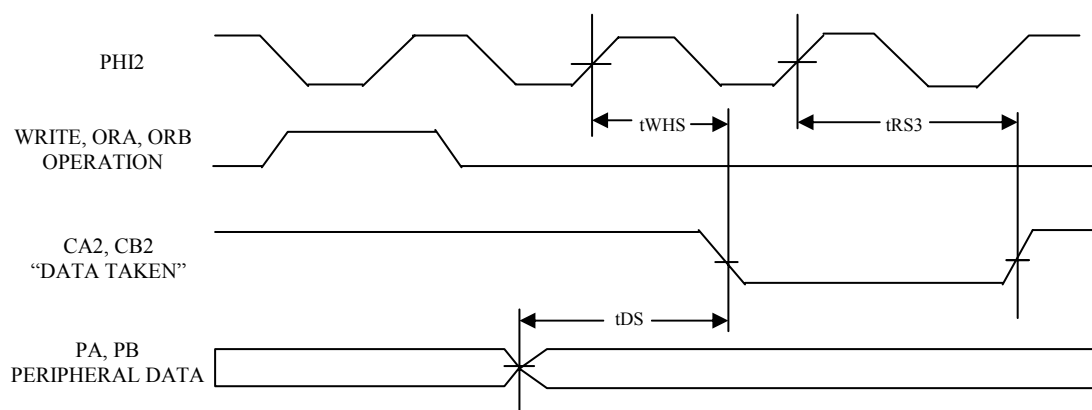 PHI2
tWHS
tRS3
WRITE, ORA, ORB
OPERATION
CA2, CB2
“DATA TAKEN”
tDS
PA, PB
PERIPHERAL DATA